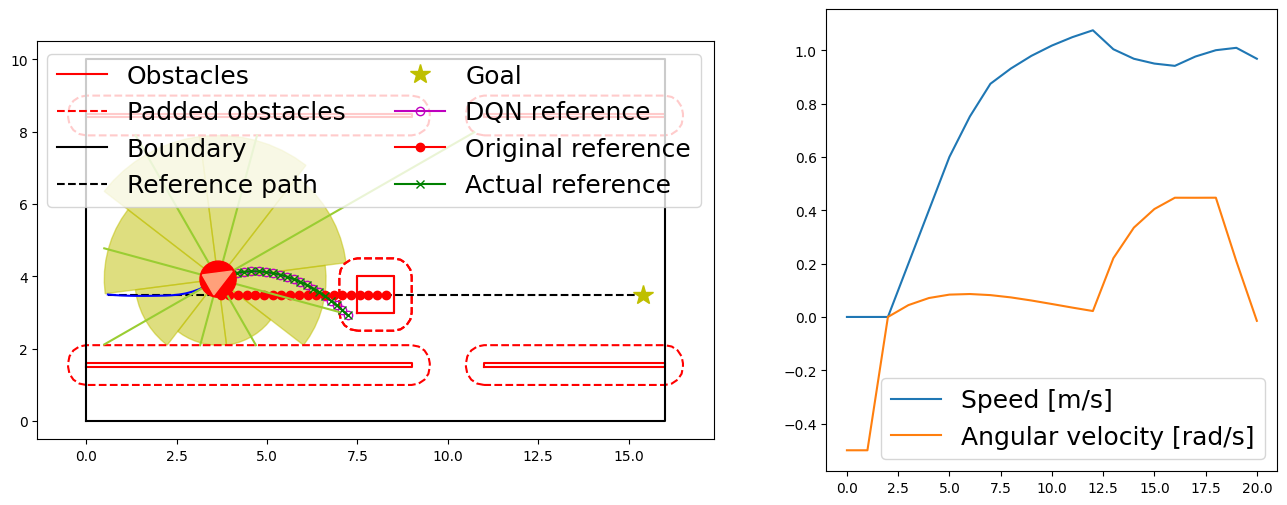 10
8
6
4
2
0
0.0 2.5 5.0 7.5 10.0 12.5 15.0
Obstacles
Padded obstacles
Boundary
Reference path
Goal
DQN reference
Original reference
Actual reference
1.0
0.8
0.6
0.4
0.2
0.0
−0.2
−0.4
0.0 2.5 5.0 7.5 10.0 12.5 15.0 17.5 20.0
Speed [m/s]
Angular velocity [rad/s]